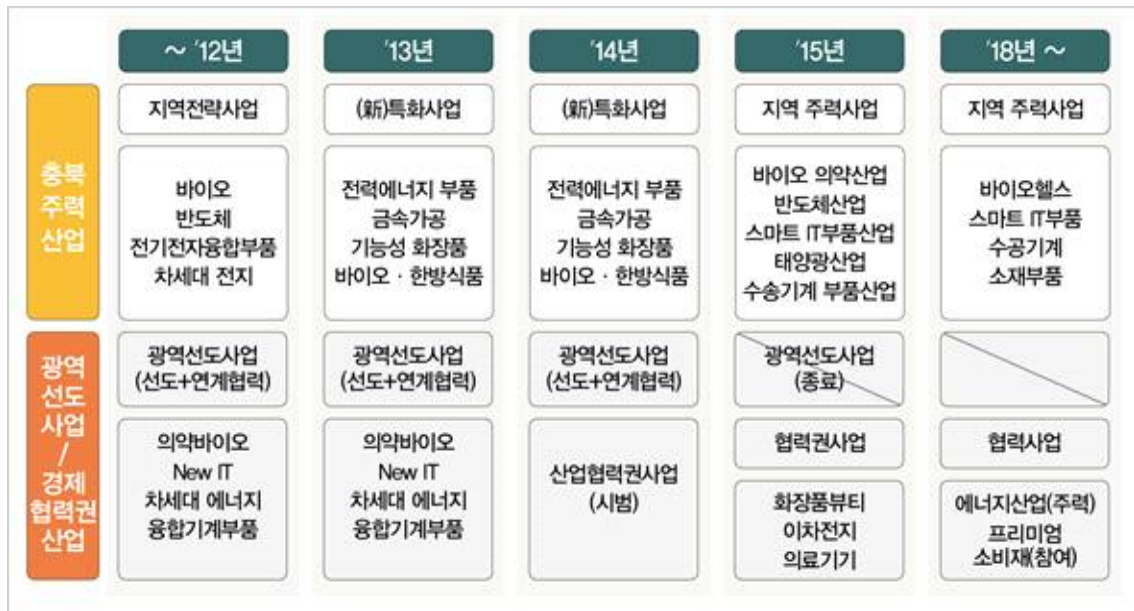 ~ '12년
'13년
'14년
'15년
'18년 ~
충북
주력
산업
지역전략사업
(新)특화사업
(新)특화사업
지역 주력사업
지역 주력사업
바이오
반도체
전기전자융합부품
차세대 전지
전력에너지 부품
금속가공
기능성 화장품
바이오 · 한방식품
전력에너지 부품
금속가공
기능성 화장품
바이오 · 한방식품
바이오 의약산업
반도체산업
스마트 IT부품산업
태양광산업
수송기계 부품산업
바이오헬스
스마트 IT부품
수공기계
소재부품
광역
선도
사업
/
경제
협력권
산업
광역선도사업
(선도+연계협력)
광역선도사업
(선도+연계협력)
광역선도사업
(선도+연계협력)
광역선도사업
(종료)
의약바이오
New IT
차세대 에너지
융합기계부품
의약바이오
New IT
차세대 에너지
융합기계부품
산업협력권사업
(시범)
협력권사업
화장품뷰티
이차전지
의료기기
협력사업
에너지산업(주력)
프리미엄
소비재(참여)